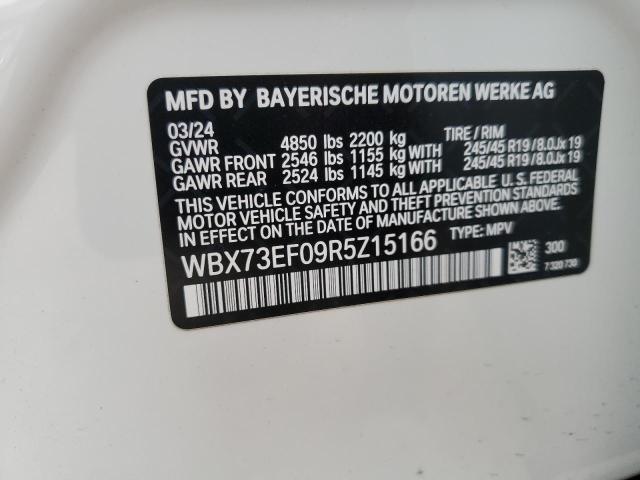 MFD BY BAYERISCHE MOTOREN WERKE AG
03/24
GVWR 4850 lbs 2200 kg TIRE / RIM
GAWR FRONT 2546 lbs 1155 kg WITH 245/45 R19 / 8.0Jx19
GAWR REAR 2524 lbs 1145 kg WITH 245/45 R19 / 8.0Jx19
THIS VEHICLE CONFORMS TO ALL APPLICABLE U. S. FEDERAL
MOTOR VEHICLE SAFETY AND THEFT PREVENTION STANDARDS
IN EFFECT ON THE DATE OF MANUFACTURE SHOWN ABOVE.
WBX73EF09R5Z15166 TYPE: MPV
300
7 320 730